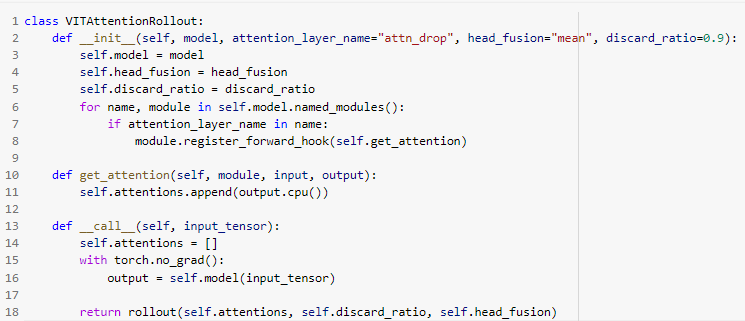 1 class VITAttentionRollout:
2     def __init__(self, model, attention_layer_name="attn_drop", head_fusion="mean", discard_ratio=0.9):
3         self.model = model
4         self.head_fusion = head_fusion
5         self.discard_ratio = discard_ratio
6         for name, module in self.model.named_modules():
7             if attention_layer_name in name:
8                 module.register_forward_hook(self.get_attention)
9
10     def get_attention(self, module, input, output):
11         self.attentions.append(output.cpu())
12
13     def __call__(self, input_tensor):
14         self.attentions = []
15         with torch.no_grad():
16             output = self.model(input_tensor)
17
18         return rollout(self.attentions, self.discard_ratio, self.head_fusion)